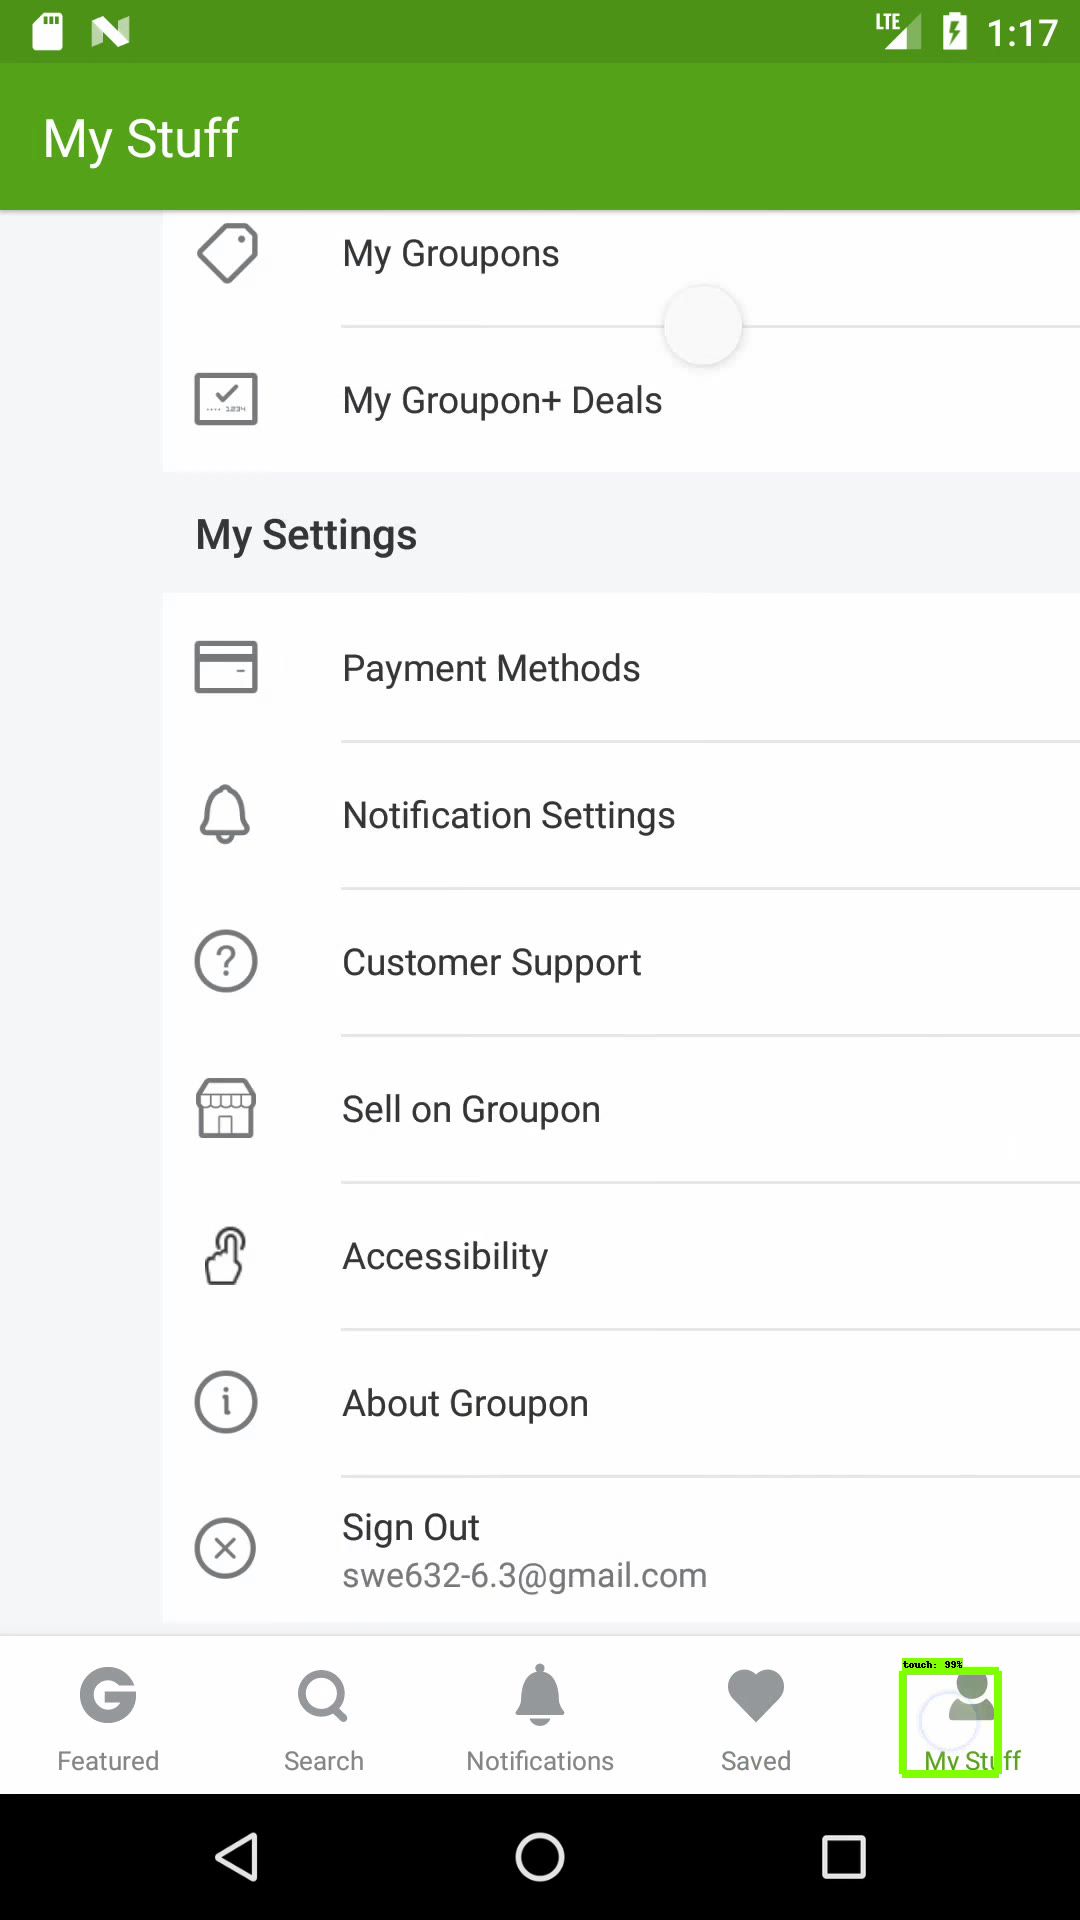 LTE 1:17
My Stuff
My Groupons
1234
My Groupon+ Deals
My Settings
Payment Methods
Notification Settings
Customer Support
Sell on Groupon
Accessibility
About Groupon
Sign Out
swe632-6.3@gmail.com
touch: 99%
Featured
Search
Notifications
Saved
My Stuff